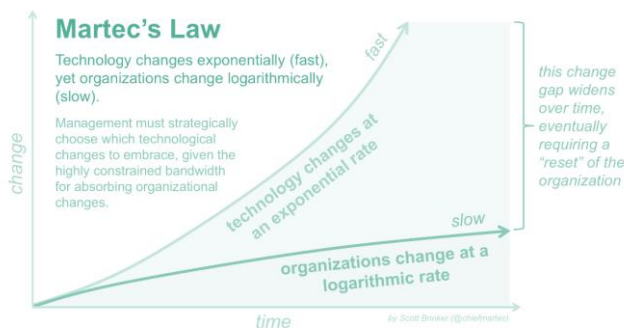 Martec's Law
Technology changes exponentially (fast),
yet organizations change logarithmically
(slow).
Management must strategically
choose which technological
changes to embrace, given the
highly constrained bandwidth
for absorbing organizational
changes.
change
fast
technology changes at
an exponential rate
this change
gap widens
over time,
eventually
requiring a
"reset" of the
organization
slow
organizations change at a
logarithmic rate
time
by Scott Brinker (@chiefmartec)